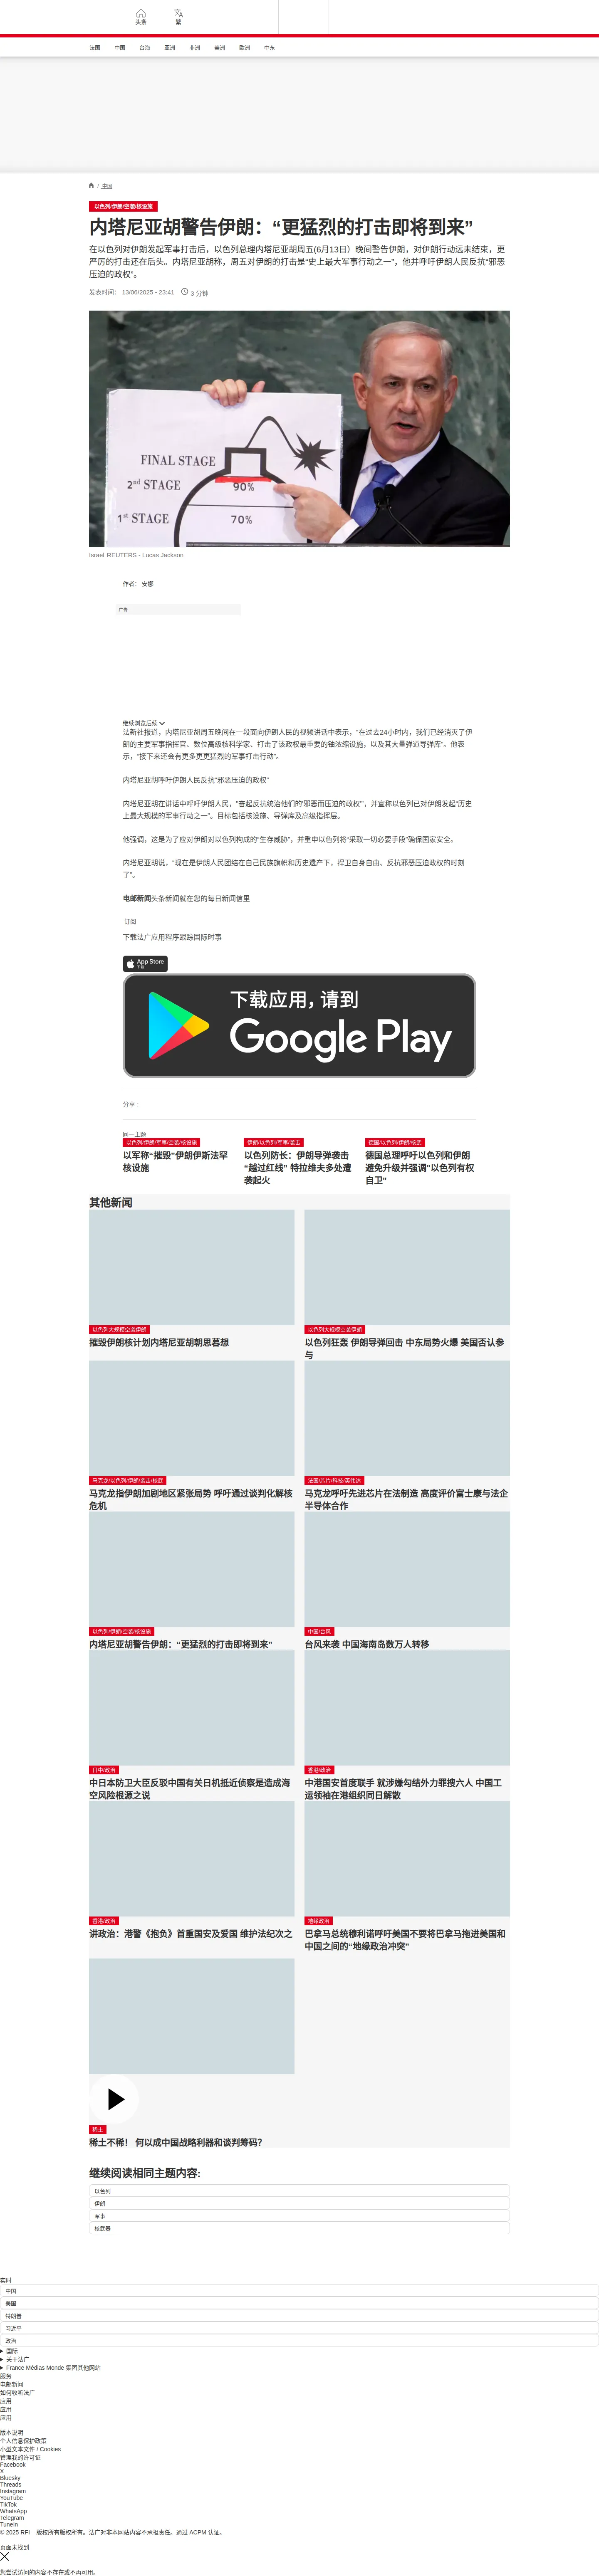 头条
繁
法国 中国 台海 亚洲 非洲 美洲 欧洲 中东
/ 中国
以色列/伊朗/空袭/核设施
内塔尼亚胡警告伊朗：“更猛烈的打击即将到来”
在以色列对伊朗发起军事打击后，以色列总理内塔尼亚胡周五(6月13日）晚间警告伊朗，对伊朗行动远未结束，更
严厉的打击还在后头。内塔尼亚胡称，周五对伊朗的打击是“史上最大军事行动之一”，他并呼吁伊朗人民反抗“邪恶
压迫的政权”。
发表时间： 13/06/2025 - 23:41 3 分钟
FINAL STAGE
90%
2nd STAGE
1st STAGE
70%
israel REUTERS - Lucas Jackson
作者： 安娜
广告
继续浏览后续
法新社报道，内塔尼亚胡周五晚间在一段面向伊朗人民的视频讲话中表示，“在过去24小时内，我们已经消灭了伊
朗的主要军事指挥官、数位高级核科学家、打击了该政权最重要的铀浓缩设施，以及其大量弹道导弹库”。他表
示，“接下来还会有更多更更猛烈的军事打击行动”。
内塔尼亚胡呼吁伊朗人民反抗“邪恶压迫的政权”
内塔尼亚胡在讲话中呼吁伊朗人民，“奋起反抗统治他们的‘邪恶而压迫的政权’”，并宣称以色列已对伊朗发起“历史
上最大规模的军事行动之一”。目标包括核设施、导弹库及高级指挥层。
他强调，这是为了应对伊朗对以色列构成的“生存威胁”，并重申以色列将“采取一切必要手段”确保国家安全。
内塔尼亚胡说，“现在是伊朗人民团结在自己民族旗帜和历史遗产下，捍卫自身自由、反抗邪恶压迫政权的时刻
了”。
电邮新闻头条新闻就在您的每日新闻信里
订阅
下载法广应用程序跟踪国际时事
App Store
下载
下载应用，请到
Google Play
分享 :
同一主题
以色列/伊朗/军事/空袭/核设施
以军称“摧毁”伊朗伊斯法罕
核设施
伊朗/以色列/军事/袭击
以色列防长：伊朗导弹袭击
“越过红线” 特拉维夫多处遭
袭起火
德国/以色列/伊朗/核武
德国总理呼吁以色列和伊朗
避免升级并强调“以色列有权
自卫”
其他新闻
以色列大规模空袭伊朗
摧毁伊朗核计划内塔尼亚胡朝思暮想
以色列大规模空袭伊朗
以色列狂轰 伊朗导弹回击 中东局势火爆 美国否认参
与
马克龙/以色列/伊朗/袭击/核武
马克龙指伊朗加剧地区紧张局势 呼吁通过谈判化解核
危机
法国/芯片/科技/英伟达
马克龙呼吁先进芯片在法制造 高度评价富士康与法企
半导体合作
以色列/伊朗/空袭/核设施
内塔尼亚胡警告伊朗：“更猛烈的打击即将到来”
中国/台风
台风来袭 中国海南岛数万人转移
日中/政治
中日本防卫大臣反驳中国有关日机抵近侦察是造成海
空风险根源之说
香港/政治
中港国安首度联手 就涉嫌勾结外力罪搜六人 中国工
运领袖在港组织同日解散
香港/政治
讲政治：港警《抱负》首重国安及爱国 维护法纪次之
地缘政治
巴拿马总统穆利诺呼吁美国不要将巴拿马拖进美国和
中国之间的“地缘政治冲突”
稀土
稀土不稀！ 何以成中国战略利器和谈判筹码？
继续阅读相同主题内容:
以色列
伊朗
军事
核武器
实时
中国
美国
特朗普
习近平
政治
国际
关于法广
France Médias Monde 集团其他网站
服务
电邮新闻
如何收听法广
应用
应用
应用
版本说明
个人信息保护政策
小型文本文件 / Cookies
管理我的许可证
Facebook
X
Bluesky
Threads
Instagram
YouTube
TikTok
WhatsApp
Telegram
TuneIn
© 2025 RFI – 版权所有版权所有。法广对非本网站内容不承担责任。通过 ACPM 认证。
页面未找到
您尝试访问的内容不存在或不再可用。